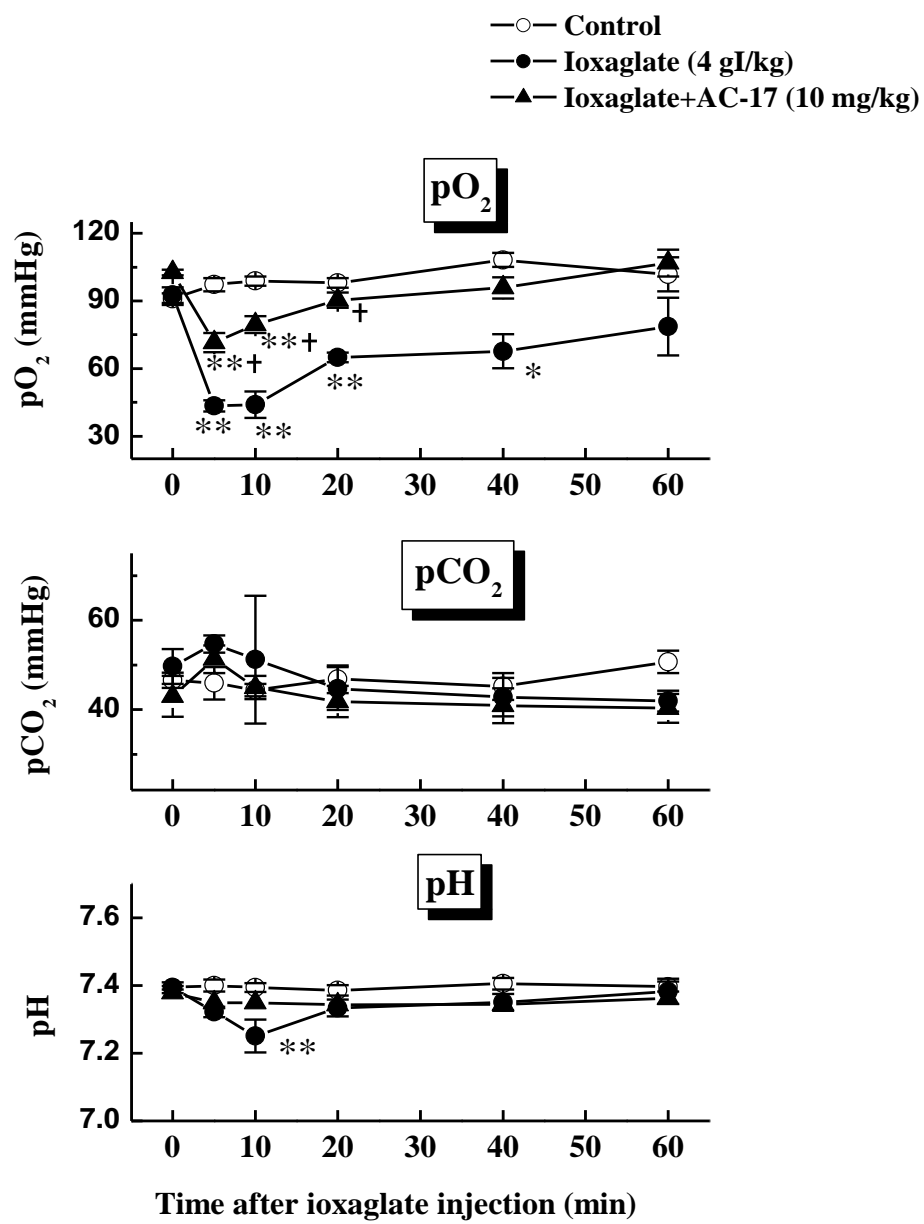 Control
Ioxaglate (4 gI/kg)
Ioxaglate+AC-17 (10 mg/kg)
pO₂
pO₂ (mmHg)
120
90
60
30
**†
**†
†
**
**
**
*
0 10 20 30 40 50 60
pCO₂
pCO₂ (mmHg)
60
40
0 10 20 30 40 50 60
pH
pH
7.6
7.4
7.2
7.0
**
0 10 20 30 40 50 60
Time after ioxaglate injection (min)